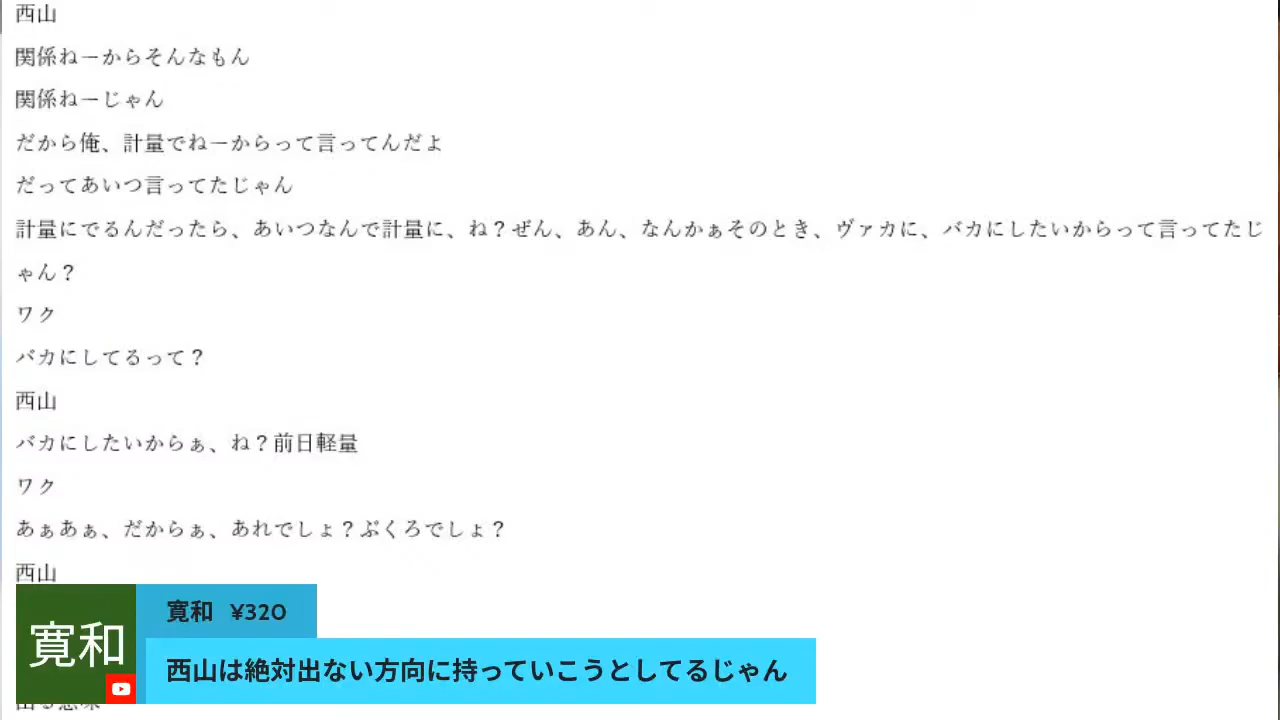 西山
関係ねーからそんなもん
関係ねーじゃん
だから俺、計量でねーからって言ってんだよ
だってあいつ言ってたじゃん
計量にでるんだったら、あいつなんで計量に、ね？ぜん、あん、なんかぁそのとき、ヴァカに、バカにしたいからって言ってたじ
ゃん？
ワク
バカにしてるって？
西山
バカにしたいからぁ、ね？前日軽量
ワク
あぁあぁ、だからぁ、あれでしょ？ぶくろでしょ？
西山
寛和
寛和 ¥320
西山は絶対出ない方向に持っていこうとしてるじゃん